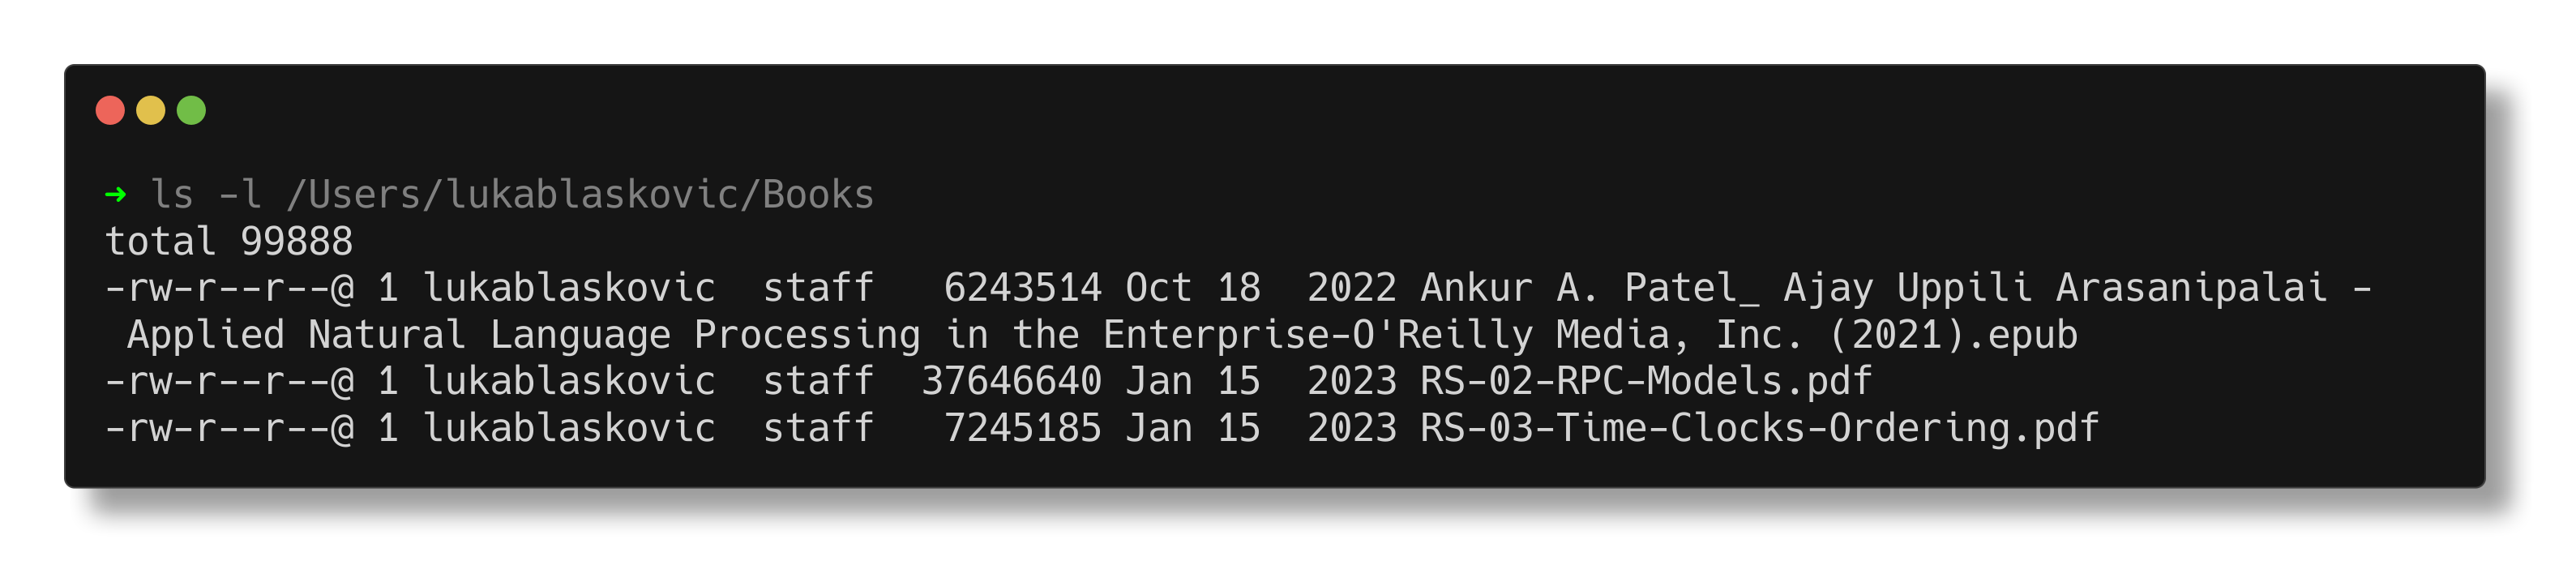 ➜ ls -l /Users/lukablaskovic/Books
total 99888
-rw-r--r--@ 1 lukablaskovic  staff   6243514 Oct 18  2022 Ankur A. Patel_ Ajay Uppili Arasanipalai -
 Applied Natural Language Processing in the Enterprise-O'Reilly Media, Inc. (2021).epub
-rw-r--r--@ 1 lukablaskovic  staff  37646640 Jan 15  2023 RS-02-RPC-Models.pdf
-rw-r--r--@ 1 lukablaskovic  staff   7245185 Jan 15  2023 RS-03-Time-Clocks-Ordering.pdf